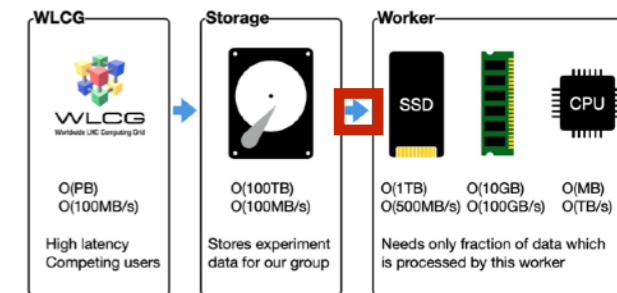 WLCG
Storage
Worker
WLCG
Worldwide LHC Computing Grid
SSD
CPU
O(PB)
O(100MB/s)
High latency
Competing users
O(100TB)
O(100MB/s)
Stores experiment
data for our group
O(1TB) O(10GB) O(MB)
O(500MB/s) O(100GB/s) O(TB/s)
Needs only fraction of data which
is processed by this worker